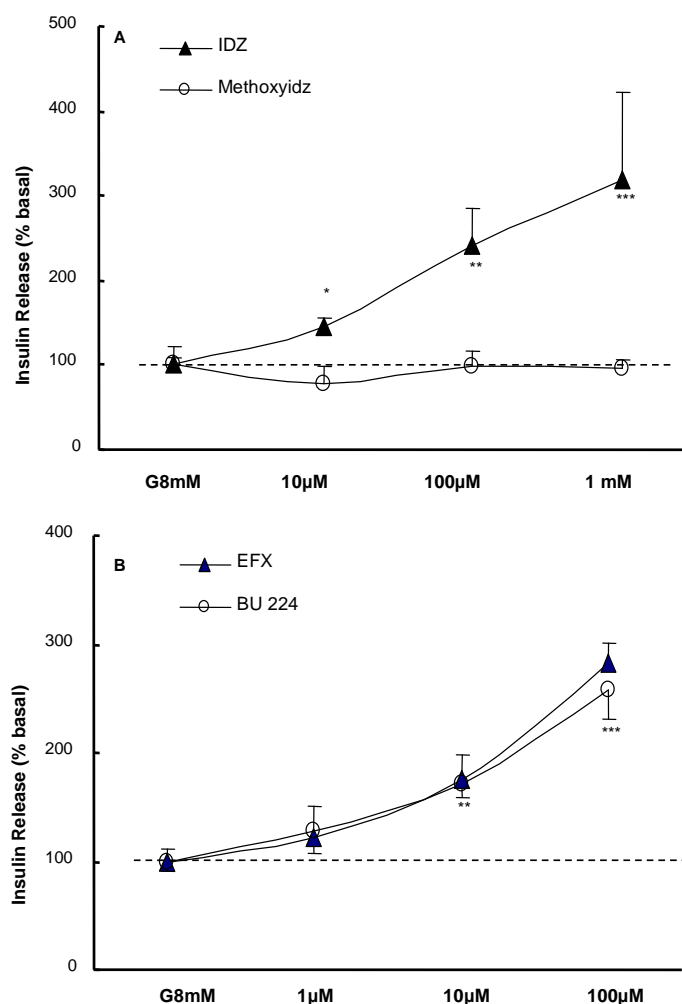 500
A
IDZ
Methoxyidz
400
300
200
100
0
Insulin Release (% basal)
*
**
***
G8mM 10µM 100µM 1 mM
400
B
EFX
BU 224
300
200
100
0
Insulin Release (% basal)
**
***
G8mM 1µM 10µM 100µM